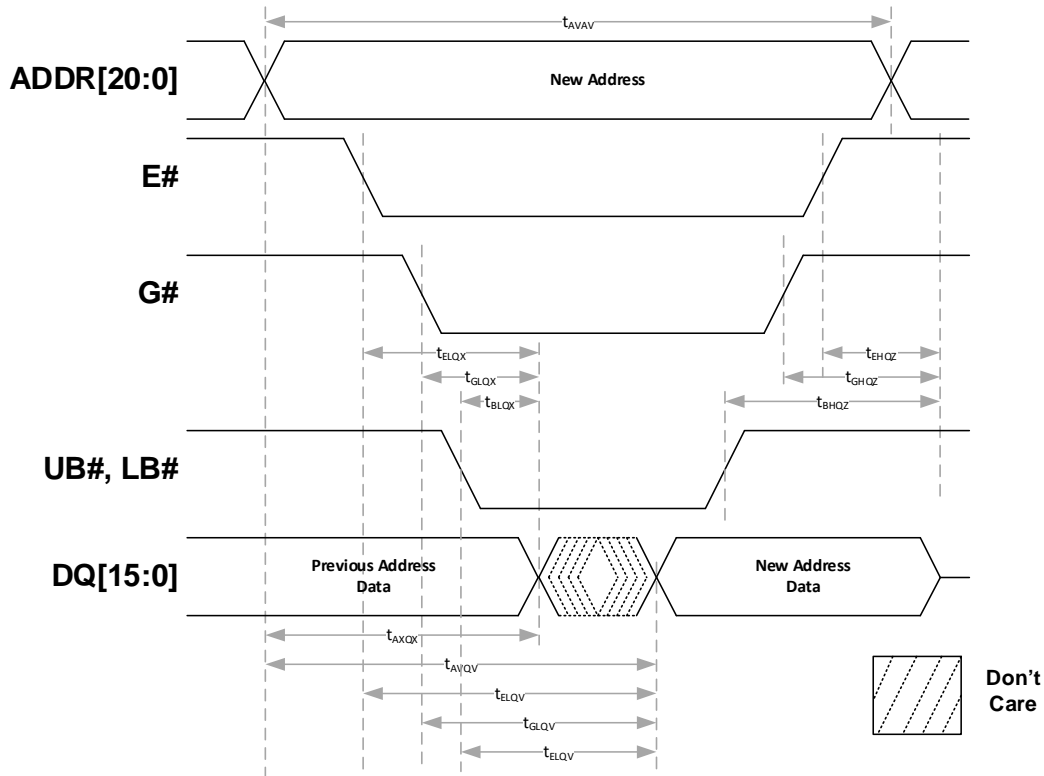 tAVAV
ADDR[20:0]
New Address
E#
G#
tELQX
tEHQZ
tGLQX
tGHQZ
tBLQX
tBHQZ
UB#, LB#
DQ[15:0]
Previous Address
Data
New Address
Data
tAXQX
tAVQV
tELQV
tGLQV
tELQV
Don't
Care